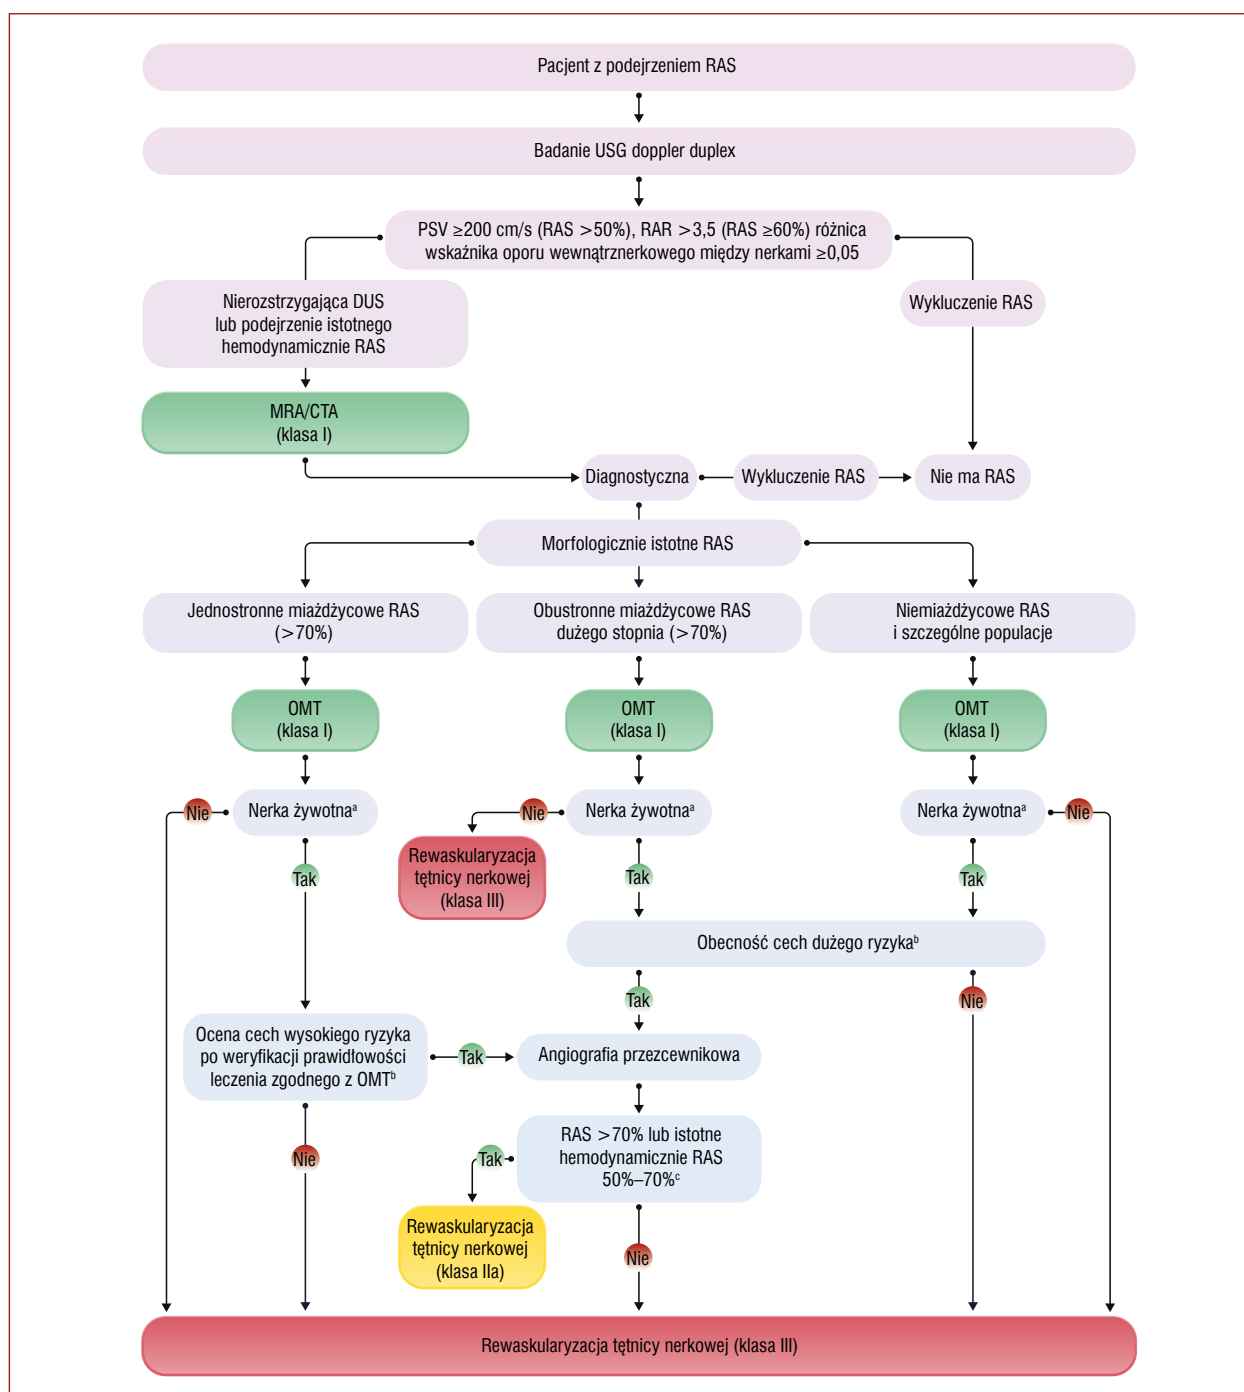 Pacjent z podejrzeniem RAS
Badanie USG doppler duplex
PSV ≥200 cm/s (RAS >50%), RAR >3,5 (RAS ≥60%) różnica
wskaźnika oporu wewnątrznerkowego między nerkami ≥0,05
Nierozstrzygająca DUS
lub podejrzenie istotnego
hemodynamicznie RAS
Wykluczenie RAS
MRA/CTA
(klasa I)
Diagnostyczna
Wykluczenie RAS
Nie ma RAS
Morfologicznie istotne RAS
Jednostronne miażdżycowe RAS
(>70%)
Obustronne miażdżycowe RAS
dużego stopnia (>70%)
Niemiażdżycowe RAS
i szczególne populacje
OMT
(klasa I)
OMT
(klasa I)
OMT
(klasa I)
Nie
Nerka żywotnaᵃ
Nie
Nerka żywotnaᵃ
Nerka żywotnaᵃ
Nie
Rewaskularyzacja
tętnicy nerkowej
(klasa III)
Tak
Tak
Tak
Obecność cech dużego ryzykaᵇ
Tak
Nie
Ocena cech wysokiego ryzyka
po weryfikacji prawidłowości
leczenia zgodnego z OMTᵇ
Tak
Angiografia przezcewnikowa
Nie
Tak
RAS >70% lub istotne
hemodynamicznie RAS
50%–70%ᶜ
Rewaskularyzacja
tętnicy nerkowej
(klasa IIa)
Nie
Rewaskularyzacja tętnicy nerkowej (klasa III)